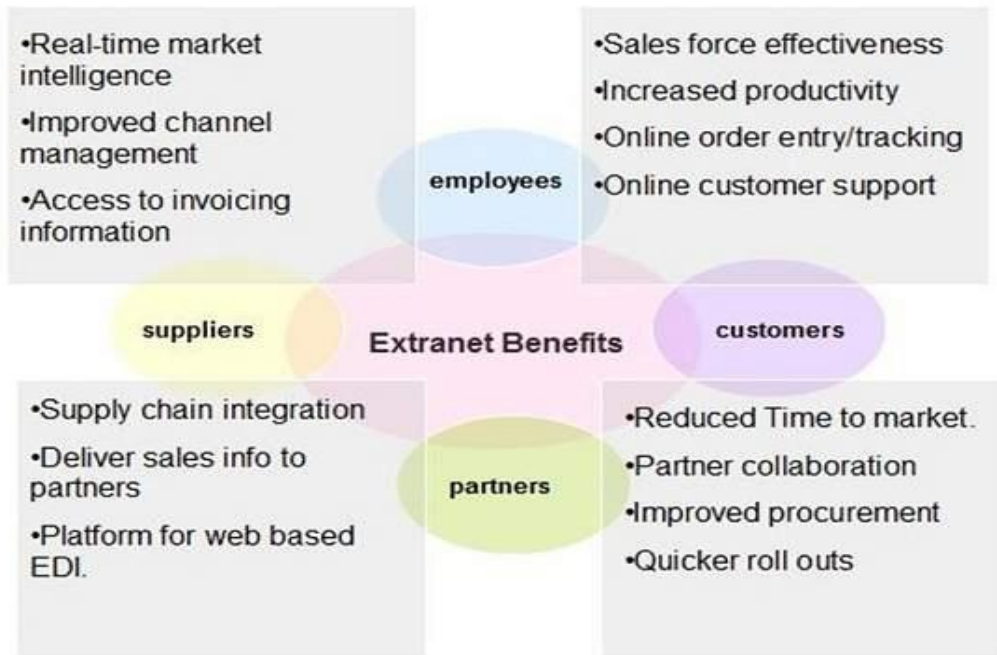 •Real-time market
intelligence
•Improved channel
management
•Access to invoicing
information
•Sales force effectiveness
•Increased productivity
•Online order entry/tracking
•Online customer support
employees
suppliers
Extranet Benefits
customers
partners
•Supply chain integration
•Deliver sales info to
partners
•Platform for web based
EDI.
•Reduced Time to market.
•Partner collaboration
•Improved procurement
•Quicker roll outs